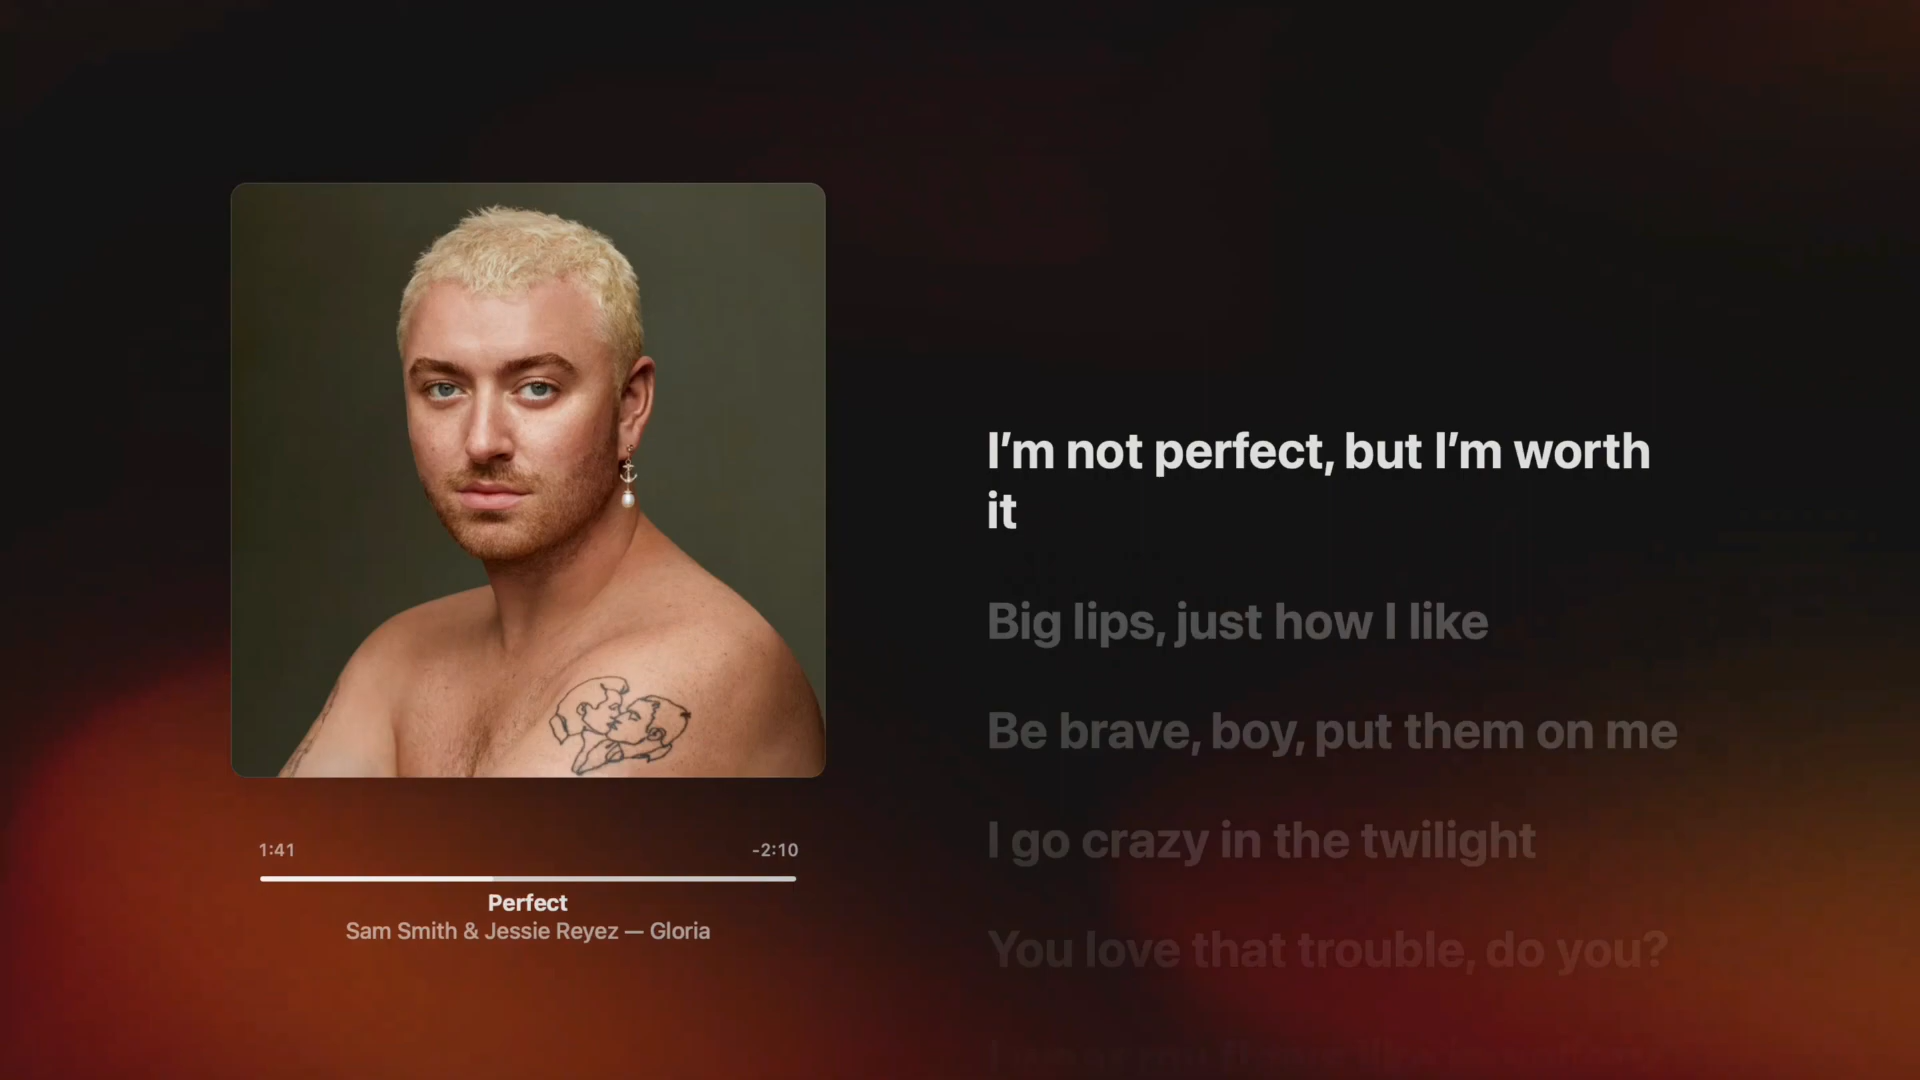 1:41
-2:10
Perfect
Sam Smith & Jessie Reyez — Gloria
I’m not perfect, but I’m worth
it
Big lips, just how I like
Be brave, boy, put them on me
I go crazy in the twilight
You love that trouble, do you?